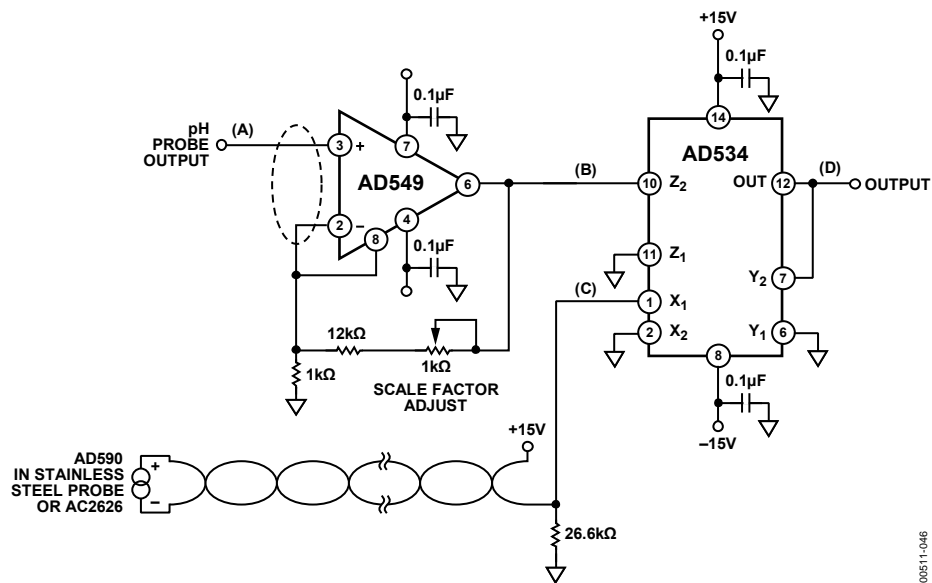 +15V
0.1µF
0.1µF
14
pH
PROBE
OUTPUT
(A)
3
+
7
AD549
6
(B)
AD534
10
Z2
OUT
12
(D)
OUTPUT
2
–
8
4
0.1µF
11
Z1
Y2
7
(C)
1
X1
2
X2
Y1
6
12kΩ
1kΩ
1kΩ
SCALE FACTOR
ADJUST
8
0.1µF
–15V
AD590
IN STAINLESS
STEEL PROBE
OR AC2626
+
–
+15V
26.6kΩ
00511-046